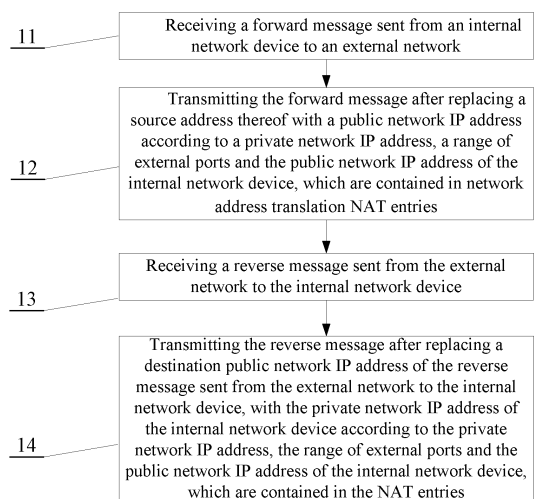 11
Receiving a forward message sent from an internal
network device to an external network
12
Transmitting the forward message after replacing a
source address thereof with a public network IP address
according to a private network IP address, a range of
external ports and the public network IP address of the
internal network device, which are contained in network
address translation NAT entries
13
Receiving a reverse message sent from the external
network to the internal network device
14
Transmitting the reverse message after replacing a
destination public network IP address of the reverse
message sent from the external network to the internal
network device, with the private network IP address of
the internal network device according to the private
network IP address, the range of external ports and the
public network IP address of the internal network device,
which are contained in the NAT entries